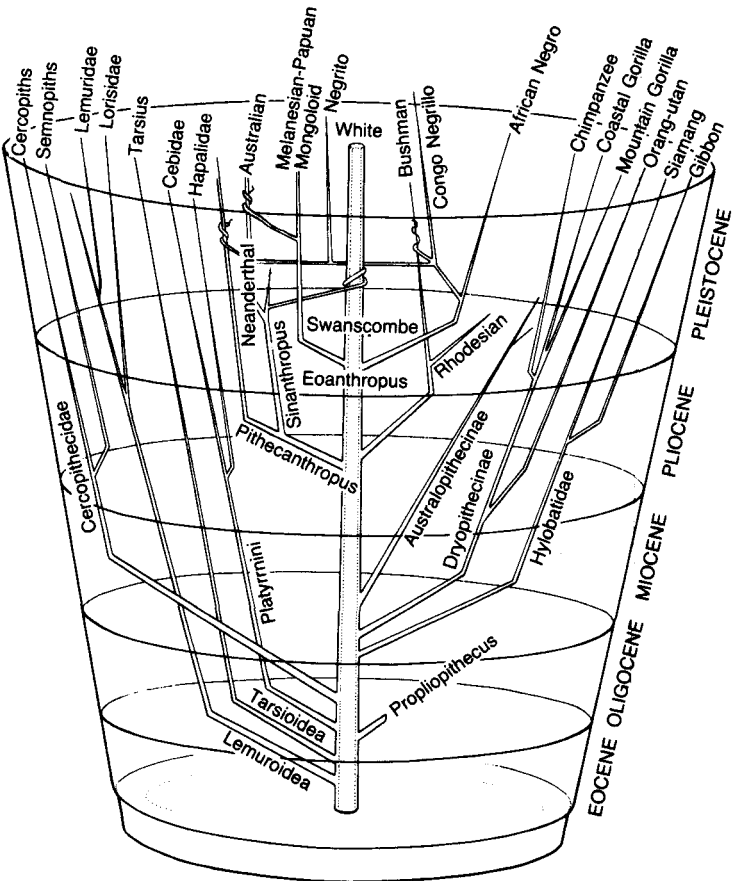 Cercopiths
Semnopiths
Lemuridae
Lorisidae
Tarsius
Cebidae
Hapalidae
Australian
Melanesian-Papuan
Mongoloid
Negrito
White
Bushman
Congo Negrillo
African Negro
Chimpanzee
Coastal Gorilla
Mountain Gorilla
Orang-utan
Siamang
Gibbon
Neanderthal
Sinanthropus
Swanscombe
Eoanthropus
Rhodesian
PLEISTOCENE
Pithecanthropus
Cercopithecidae
Australopithecinae
Dryopithecinae
Hylobatidae
PLIOCENE
Platyrrnini
MIOCENE
Propliopithecus
Tarsioidea
Lemuroidea
OLIGOCENE
EOCENE